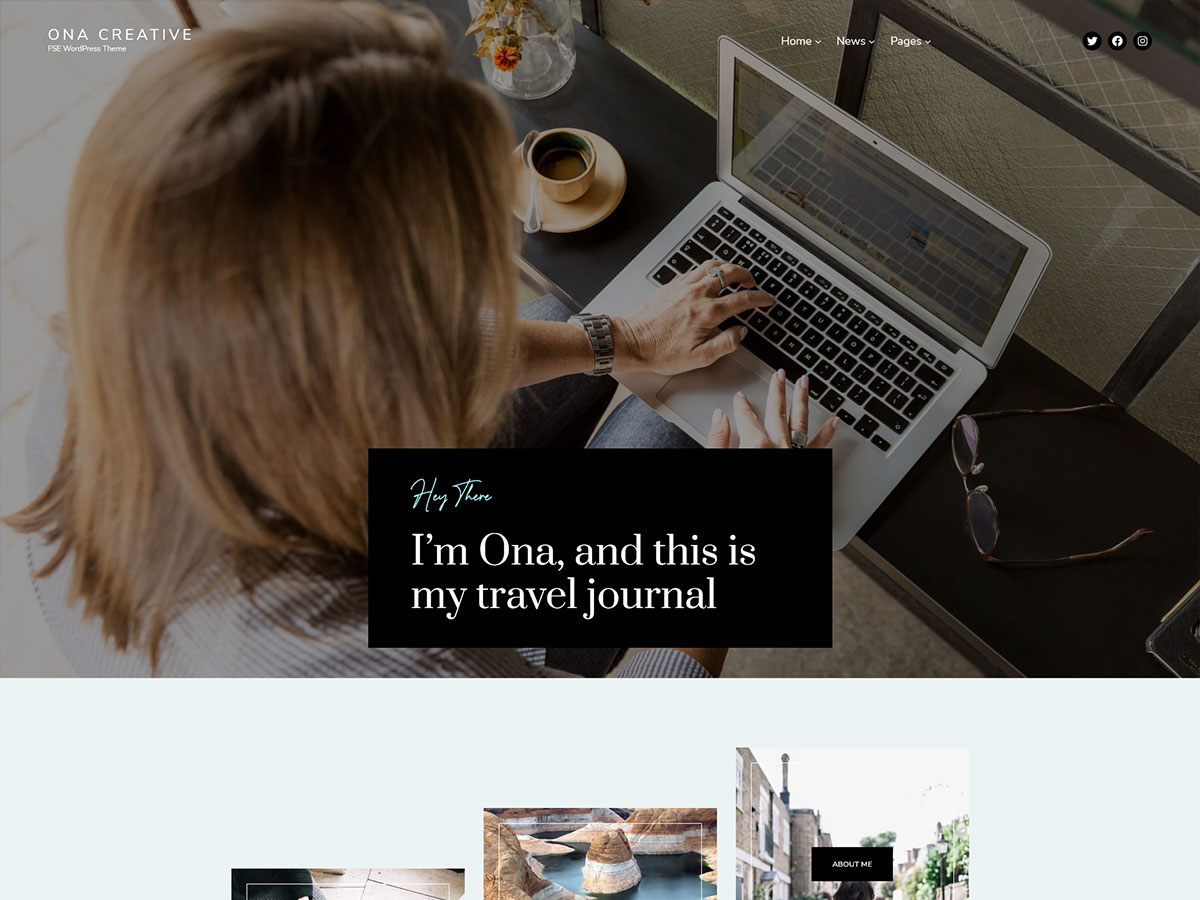 ONA CREATIVE
FSE WordPress Theme
Home
News
Pages
Hey There
I'm Ona, and this is
my travel journal
ABOUT ME